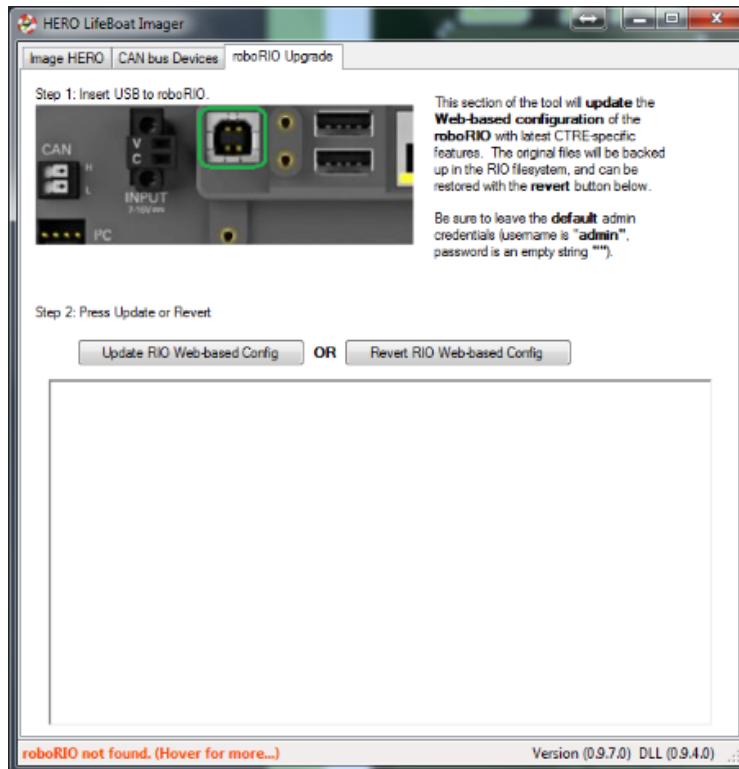 HERO LifeBoat Imager
Image HERO CAN bus Devices roboRIO Upgrade
Step 1: Insert USB to roboRIO.
CAN
H
L
V
C
INPUT
7-16V
I²C
This section of the tool will update the
Web-based configuration of the
roboRIO with latest CTRE-specific
features. The original files will be backed
up in the RIO filesystem, and can be
restored with the revert button below.
Be sure to leave the default admin
credentials (username is "admin",
password is an empty string "").
Step 2: Press Update or Revert
Update RIO Web-based Config OR Revert RIO Web-based Config
roboRIO not found. (Hover for more...) Version (0.9.7.0) DLL (0.9.4.0)